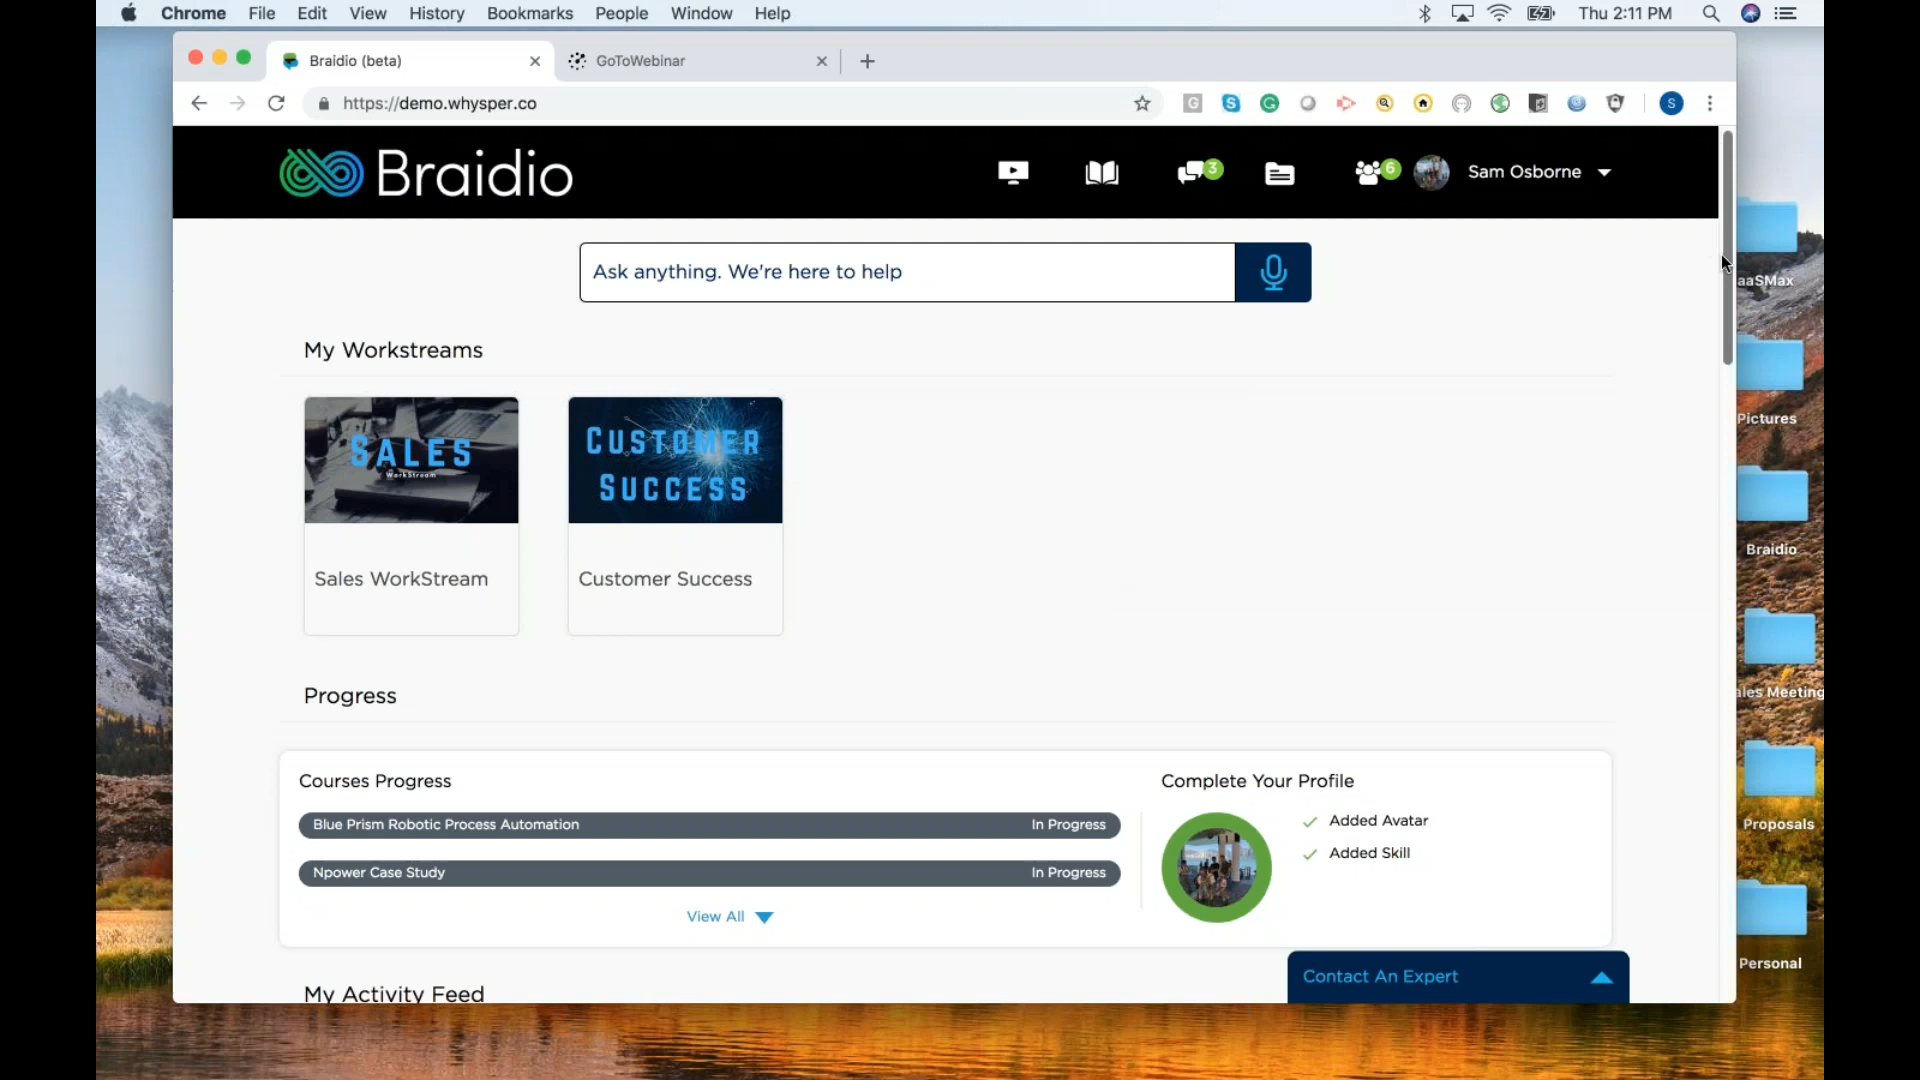 Chrome File Edit View History Bookmarks People Window Help Thu 2:11 PM
Braidio (beta) GoToWebinar
https://demo.whysper.co S
Braidio 3 6 Sam Osborne
Ask anything. We're here to help
aaSMax
My Workstreams
Pictures
SALES
WorkStream
CUSTOMER
SUCCESS
Braidio
Sales WorkStream Customer Success
ales Meeting
Progress
Courses Progress Complete Your Profile
Blue Prism Robotic Process Automation In Progress Added Avatar
Proposals
Npower Case Study In Progress Added Skill
View All
Personal
Contact An Expert
My Activity Feed